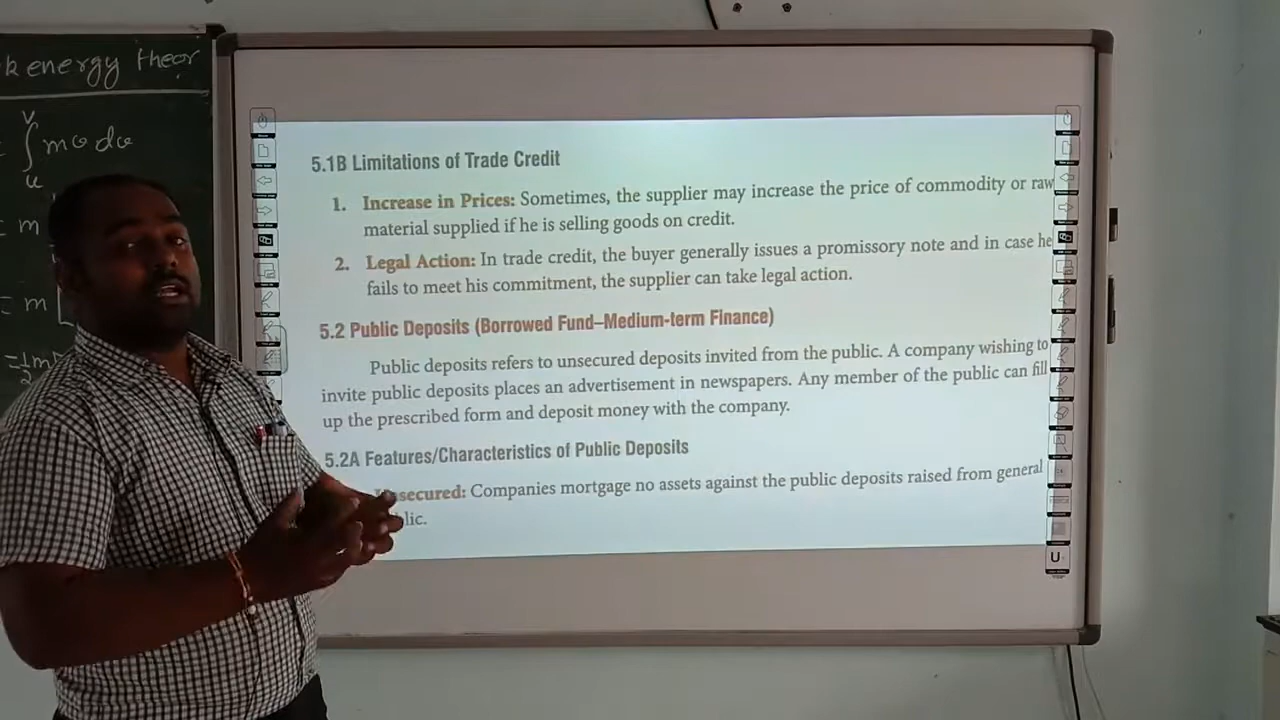 k energy theor
∫ mv dv
v
u
= m
= m [
= ½ m
5.1B Limitations of Trade Credit
1. Increase in Prices: Sometimes, the supplier may increase the price of commodity or raw
material supplied if he is selling goods on credit.
2. Legal Action: In trade credit, the buyer generally issues a promissory note and in case he
fails to meet his commitment, the supplier can take legal action.
5.2 Public Deposits (Borrowed Fund–Medium-term Finance)
Public deposits refers to unsecured deposits invited from the public. A company wishing to
invite public deposits places an advertisement in newspapers. Any member of the public can fill
up the prescribed form and deposit money with the company.
5.2A Features/Characteristics of Public Deposits
secured: Companies mortgage no assets against the public deposits raised from general
lic.
U